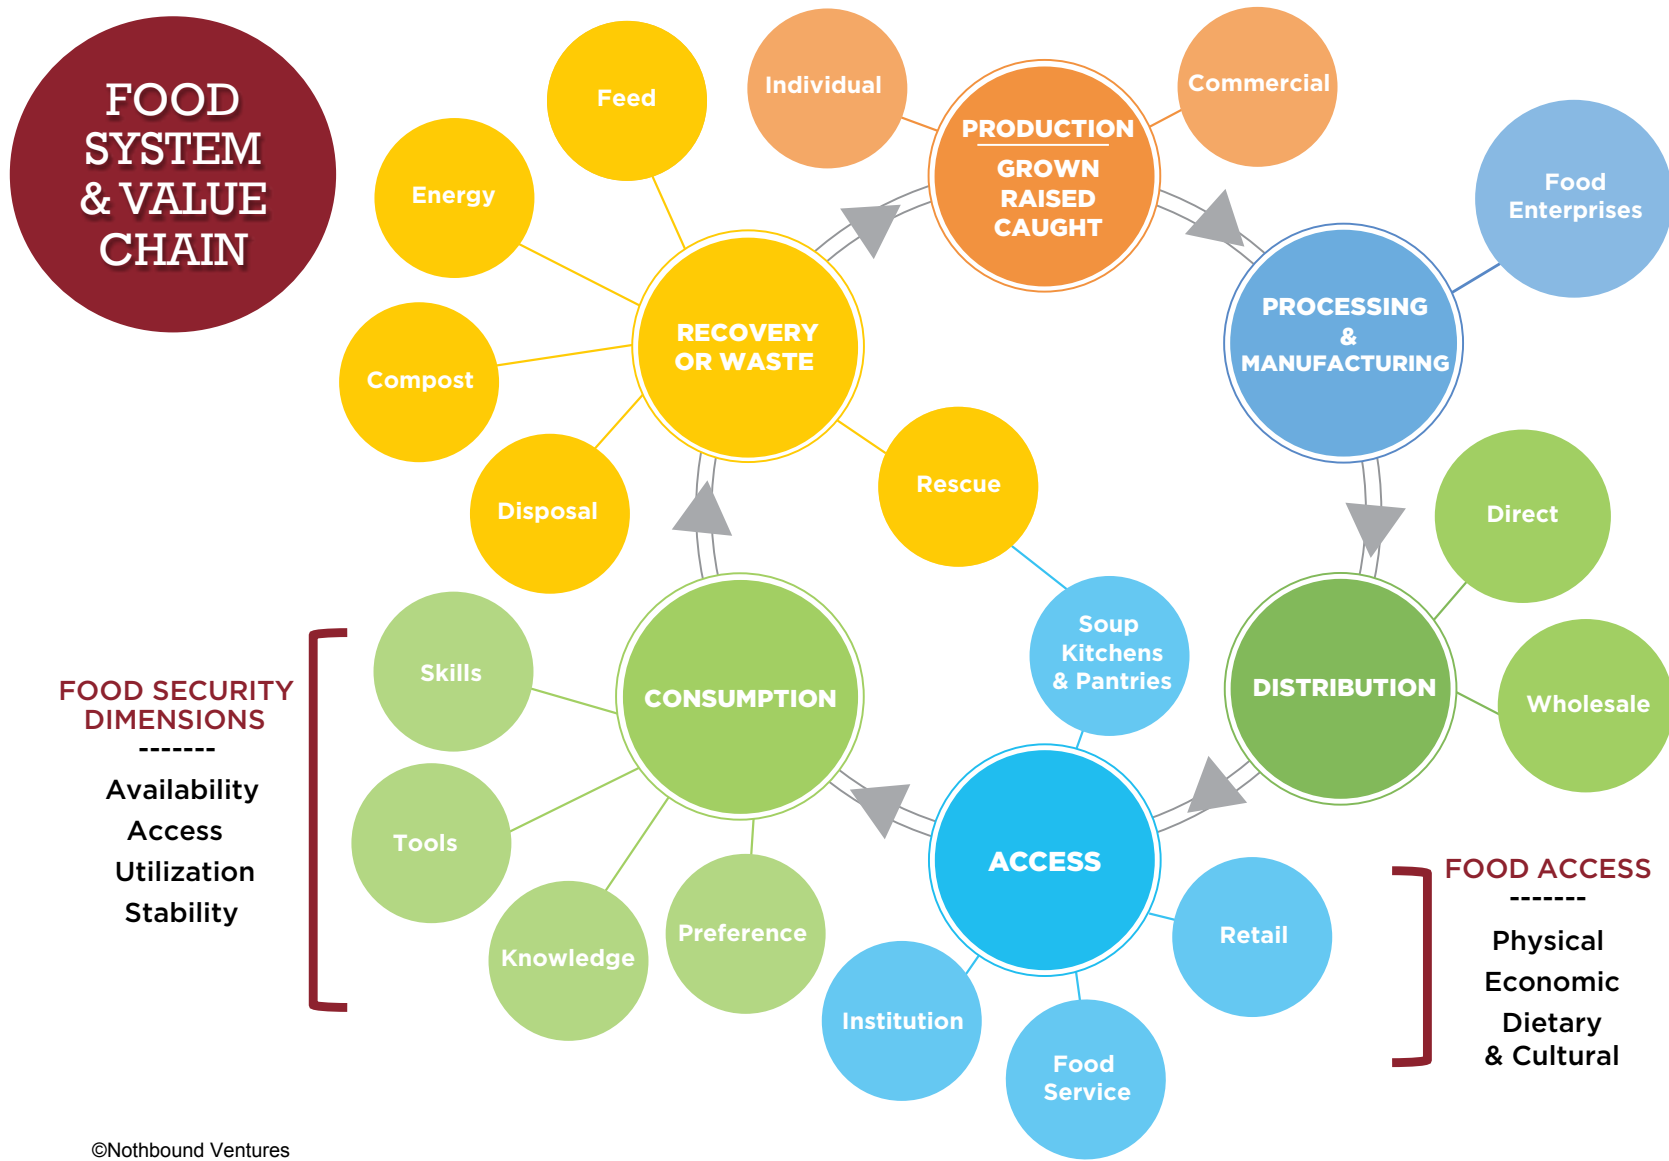 FOOD
SYSTEM
& VALUE
CHAIN
Feed
Energy
Compost
Disposal
Rescue
RECOVERY
OR WASTE
Individual
Commercial
PRODUCTION
GROWN
RAISED
CAUGHT
Food
Enterprises
PROCESSING
&
MANUFACTURING
Direct
Wholesale
DISTRIBUTION
Soup
Kitchens
& Pantries
ACCESS
Retail
Food
Service
Institution
CONSUMPTION
Skills
Tools
Knowledge
Preference
FOOD SECURITY
DIMENSIONS
-------
Availability
Access
Utilization
Stability
FOOD ACCESS
-------
Physical
Economic
Dietary
& Cultural
©Nothbound Ventures